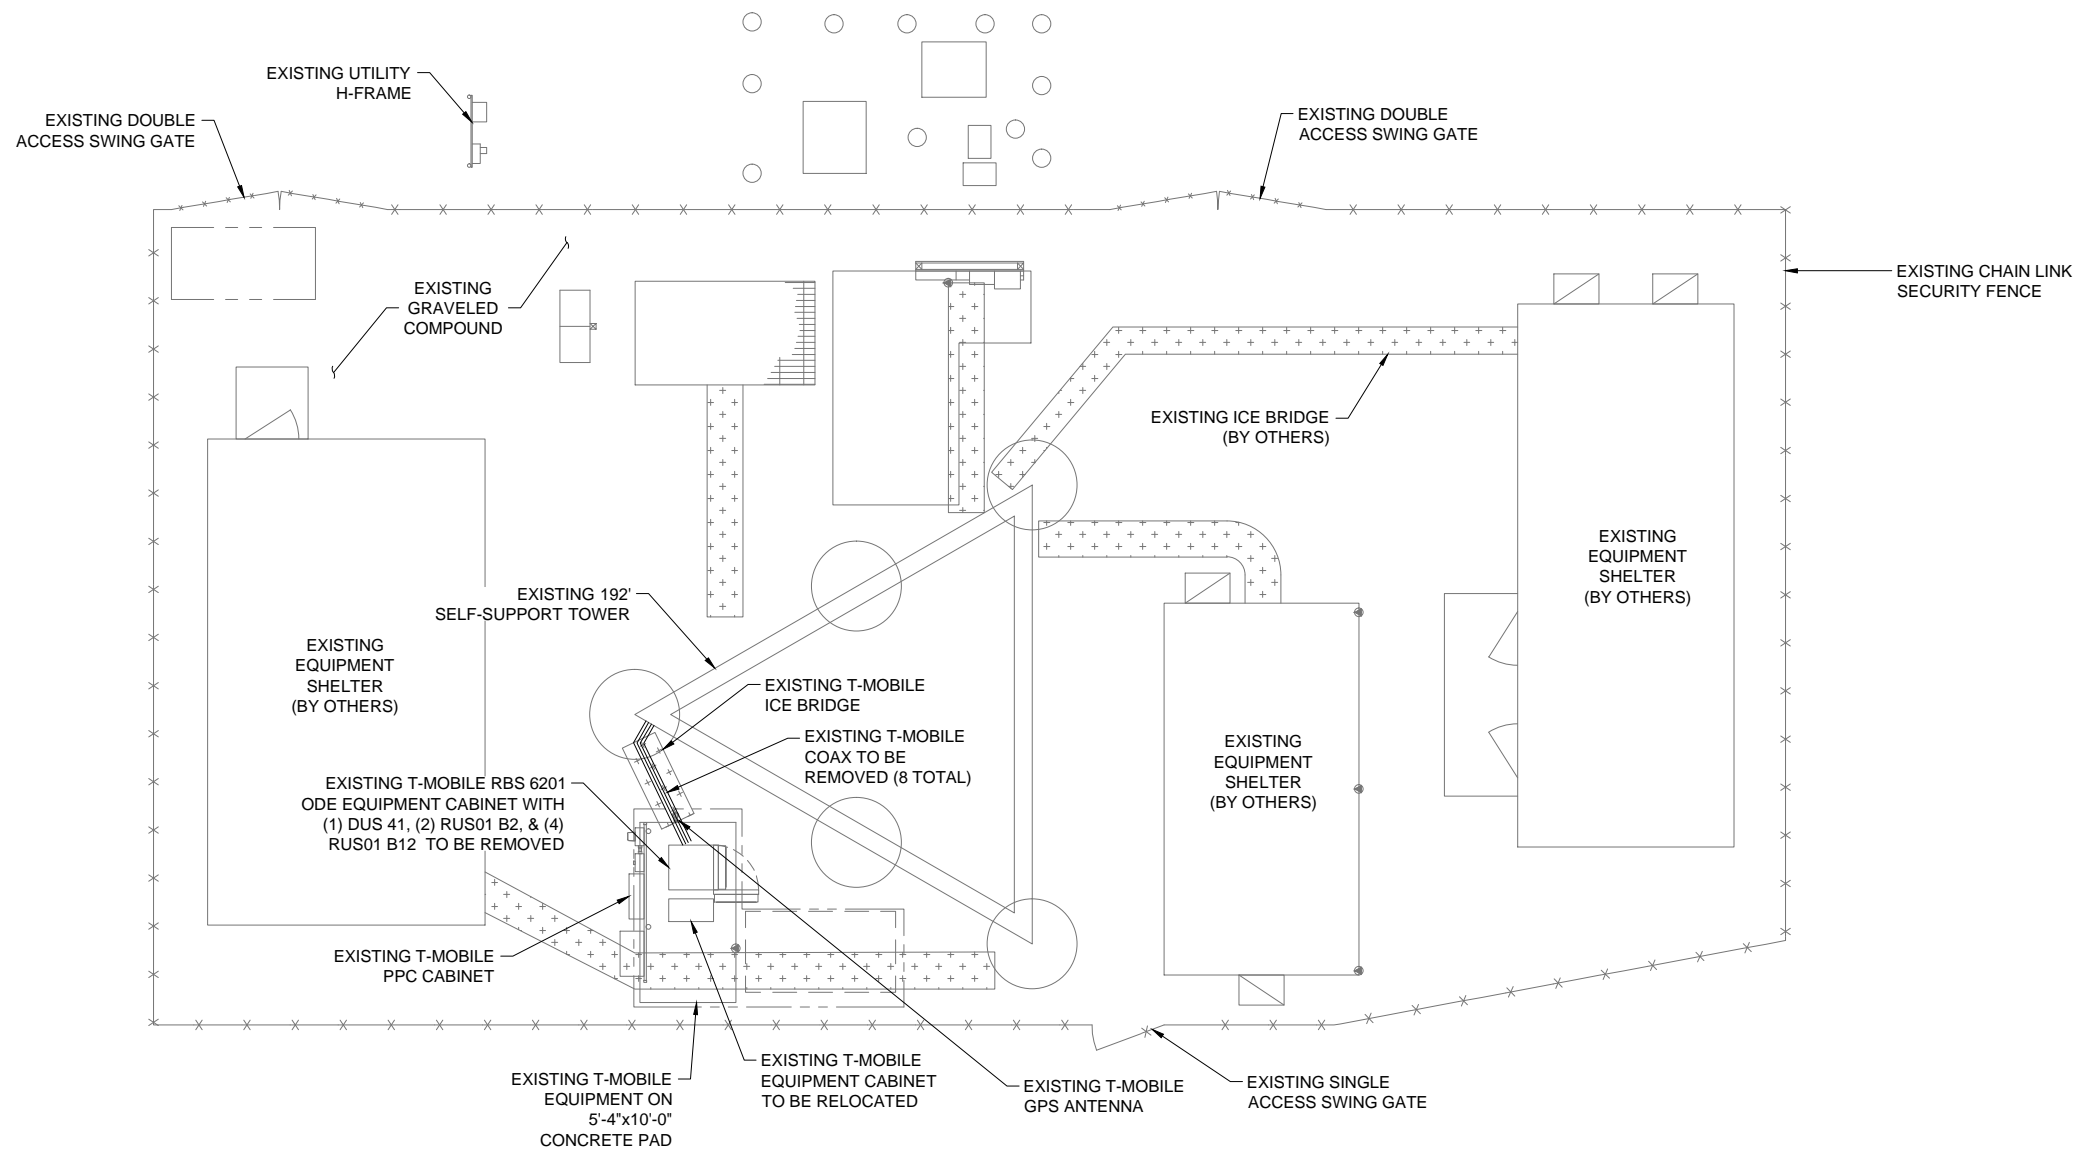 EXISTING UTILITY
H-FRAME
EXISTING DOUBLE
ACCESS SWING GATE
EXISTING DOUBLE
ACCESS SWING GATE
EXISTING CHAIN LINK
SECURITY FENCE
EXISTING
GRAVELED
COMPOUND
EXISTING ICE BRIDGE
(BY OTHERS)
EXISTING
EQUIPMENT
SHELTER
(BY OTHERS)
EXISTING 192'
SELF-SUPPORT TOWER
EXISTING
EQUIPMENT
SHELTER
(BY OTHERS)
EXISTING T-MOBILE
ICE BRIDGE
EXISTING T-MOBILE
COAX TO BE
REMOVED (8 TOTAL)
EXISTING
EQUIPMENT
SHELTER
(BY OTHERS)
EXISTING T-MOBILE RBS 6201
ODE EQUIPMENT CABINET WITH
(1) DUS 41, (2) RUS01 B2, & (4)
RUS01 B12 TO BE REMOVED
EXISTING T-MOBILE
PPC CABINET
EXISTING T-MOBILE
EQUIPMENT ON
5'-4"x10'-0"
CONCRETE PAD
EXISTING T-MOBILE
EQUIPMENT CABINET
TO BE RELOCATED
EXISTING T-MOBILE
GPS ANTENNA
EXISTING SINGLE
ACCESS SWING GATE